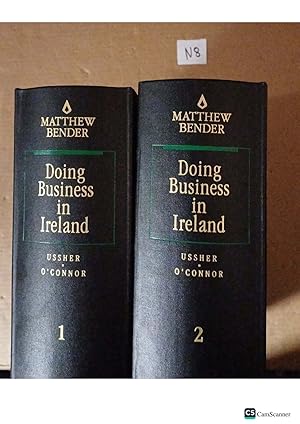 N8
MATTHEW
BENDER
Doing
Business
in
Ireland
USSHER
•
O'CONNOR
1
MATTHEW
BENDER
Doing
Business
in
Ireland
USSHER
•
O'CONNOR
2
CS CamScanner